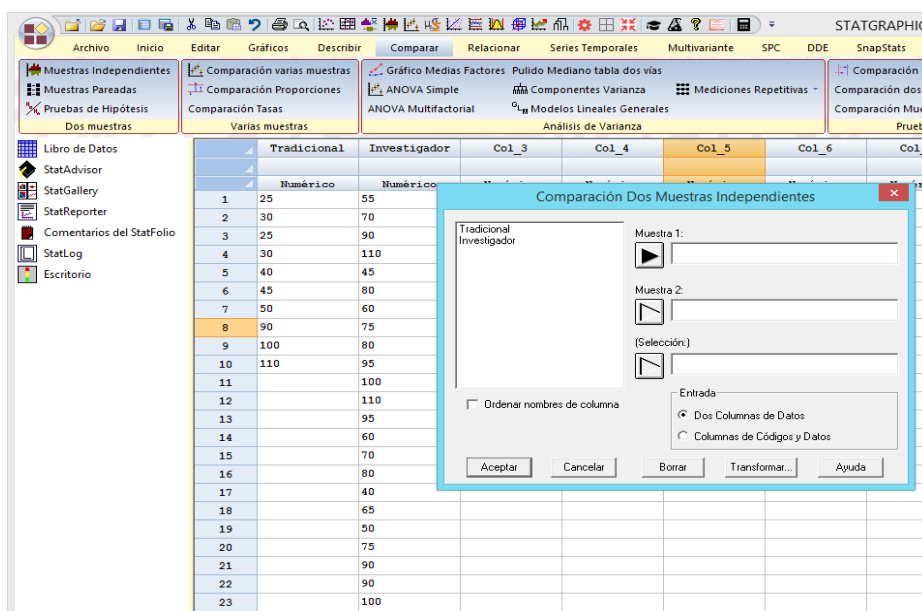 STATGRAPHIC
Archivo Inicio Editar Gráficos Describir Comparar Relacionar Series Temporales Multivariante SPC DDE SnapStats
Muestras Independientes Comparación varias muestras Gráfico Medias Factores Pulido Mediano tabla dos vías Comparación
Muestras Pareadas Comparación Proporciones ANOVA Simple Componentes Varianza Mediciones Repetitivas Comparación dos
Pruebas de Hipótesis Comparación Tasas ANOVA Multifactorial Modelos Lineales Generales Comparación Mue
Dos muestras Varias muestras Análisis de Varianza Prueb
Libro de Datos
StatAdvisor
StatGallery
StatReporter
Comentarios del StatFolio
StatLog
Escritorio
Tradicional Investigador Col_3 Col_4 Col_5 Col_6 Col_
Numérico Numérico
1 25 55
2 30 70
3 25 90
4 30 110
5 40 45
6 45 80
7 50 60
8 90 75
9 100 80
10 110 95
11 100
12 110
13 95
14 60
15 70
16 80
17 40
18 65
19 50
20 75
21 90
22 90
23 100
Comparación Dos Muestras Independientes
Tradicional
Investigador
Muestra 1:
Muestra 2:
(Selección:)
Ordenar nombres de columna
Entrada
Dos Columnas de Datos
Columnas de Códigos y Datos
Aceptar Cancelar Borrar Transformar... Ayuda